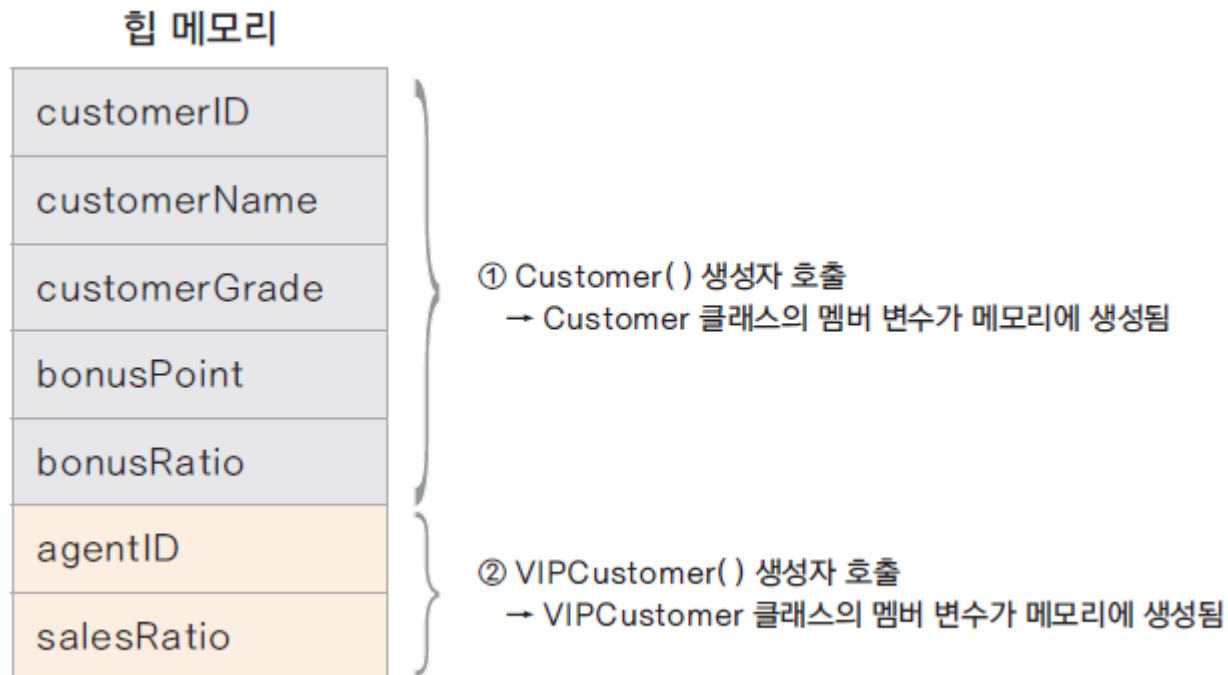 힙 메모리
customerID
customerName
customerGrade
bonusPoint
bonusRatio
agentID
salesRatio
① Customer( ) 생성자 호출
→ Customer 클래스의 멤버 변수가 메모리에 생성됨
② VIPCustomer( ) 생성자 호출
→ VIPCustomer 클래스의 멤버 변수가 메모리에 생성됨